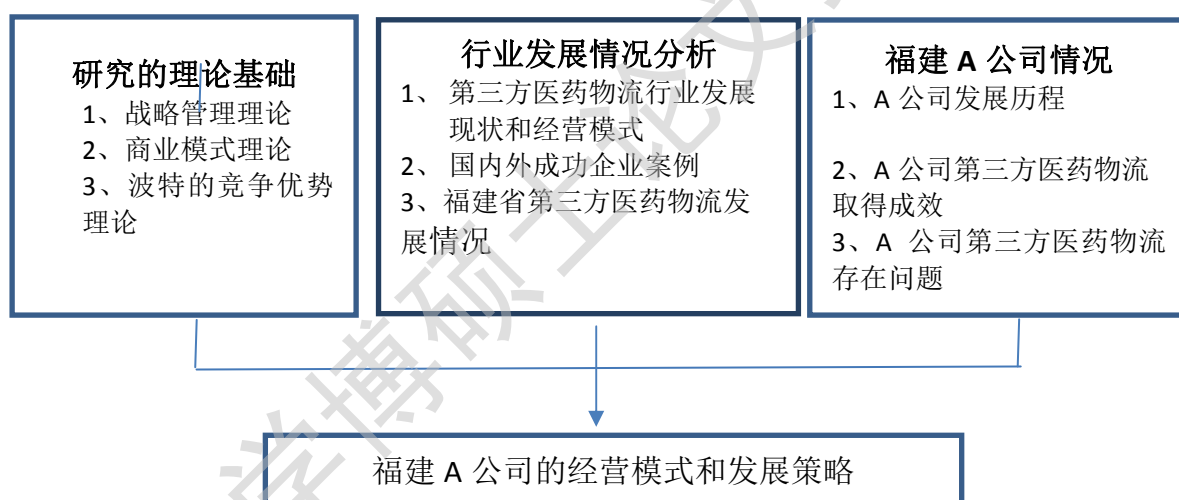 研究的理论基础
1、战略管理理论
2、商业模式理论
3、波特的竞争优势
理论
行业发展情况分析
1、 第三方医药物流行业发展
现状和经营模式
2、 国内外成功企业案例
3、福建省第三方医药物流发
展情况
福建 A 公司情况
1、A 公司发展历程
2、A 公司第三方医药物流
取得成效
3、A 公司第三方医药物流
存在问题
福建 A 公司的经营模式和发展策略
学博硕士论文